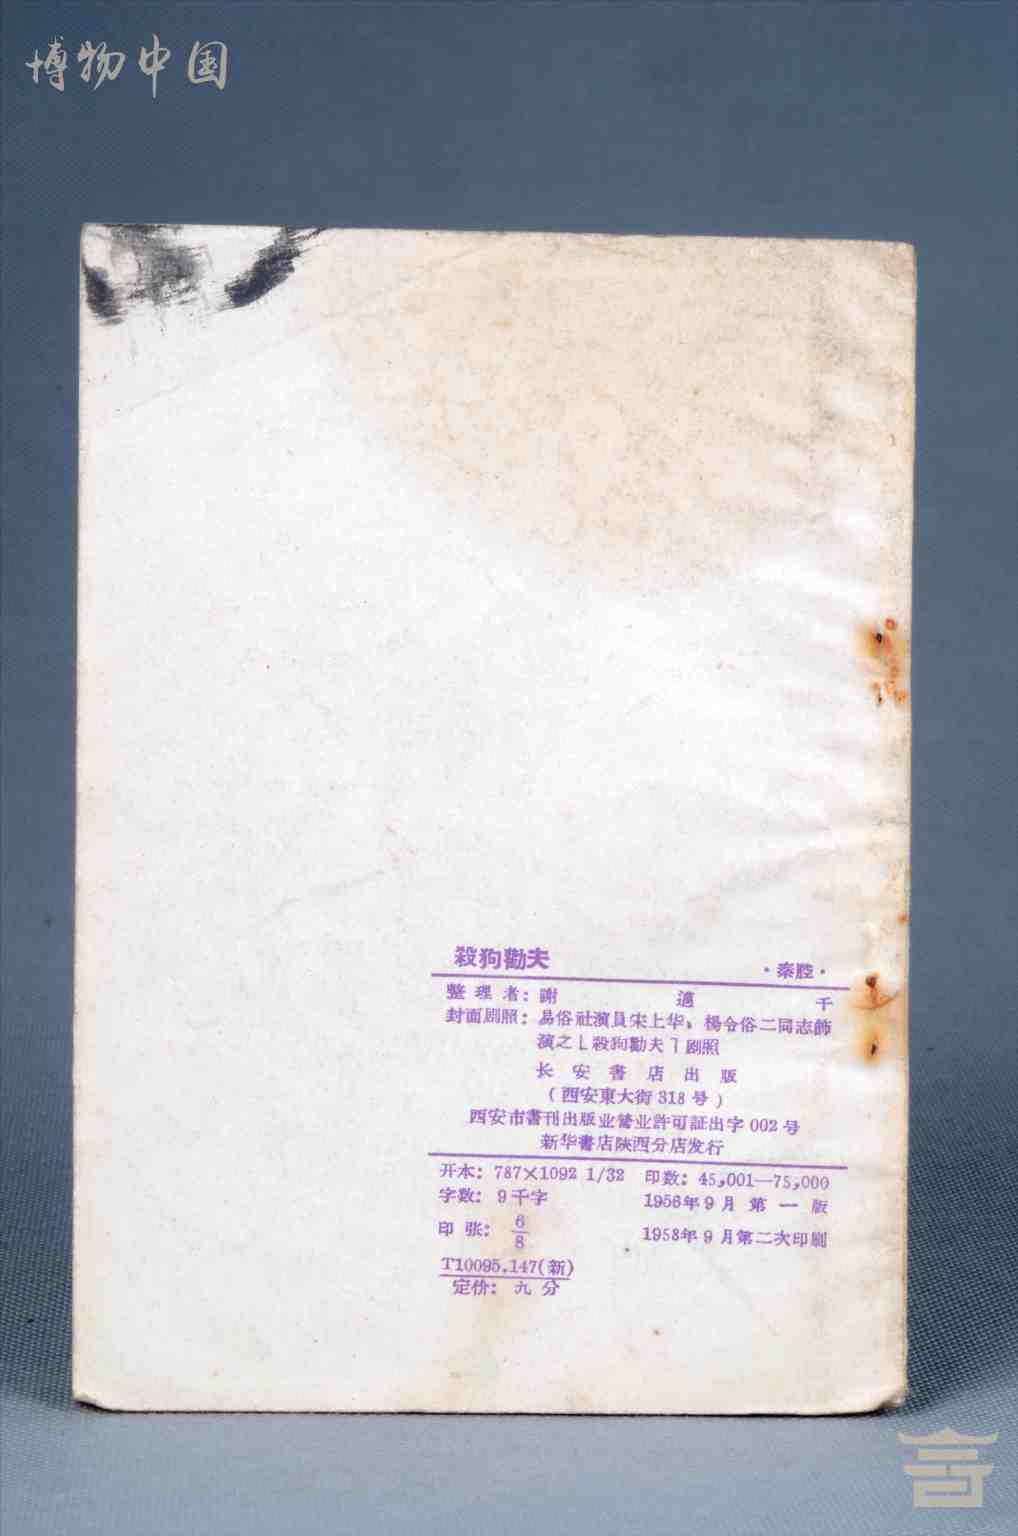 博物中国
殺狗勸夫
·秦腔·
整理者：謝邁千
封面剧照：易俗社演員宋上华、楊令俗二同志飾
演之「殺狗勸夫」剧照
长安書店出版
（西安東大街318号）
西安市書刊出版业營业許可証出字002号
新华書店陝西分店发行
开本：787×1092 1/32 印数：45,001—75,000
字数：9千字 1956年9月第一版
印张：6/8 1958年9月第二次印刷
T10095.147(新)
定价：九分